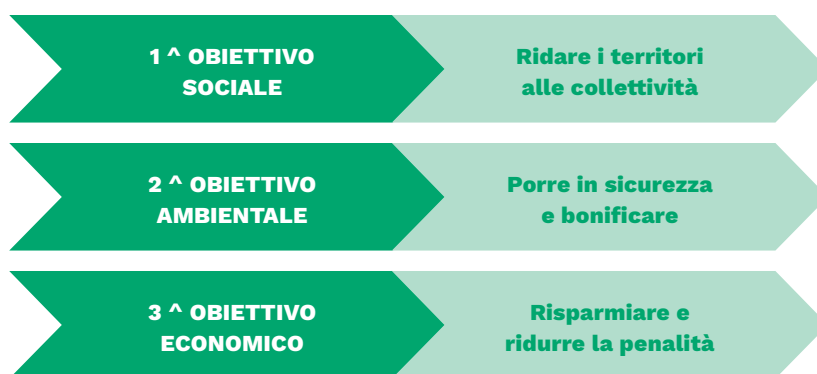 1 ^ OBIETTIVO
SOCIALE
Ridare i territori
alle collettività
2 ^ OBIETTIVO
AMBIENTALE
Porre in sicurezza
e bonificare
3 ^ OBIETTIVO
ECONOMICO
Risparmiare e
ridurre la penalità